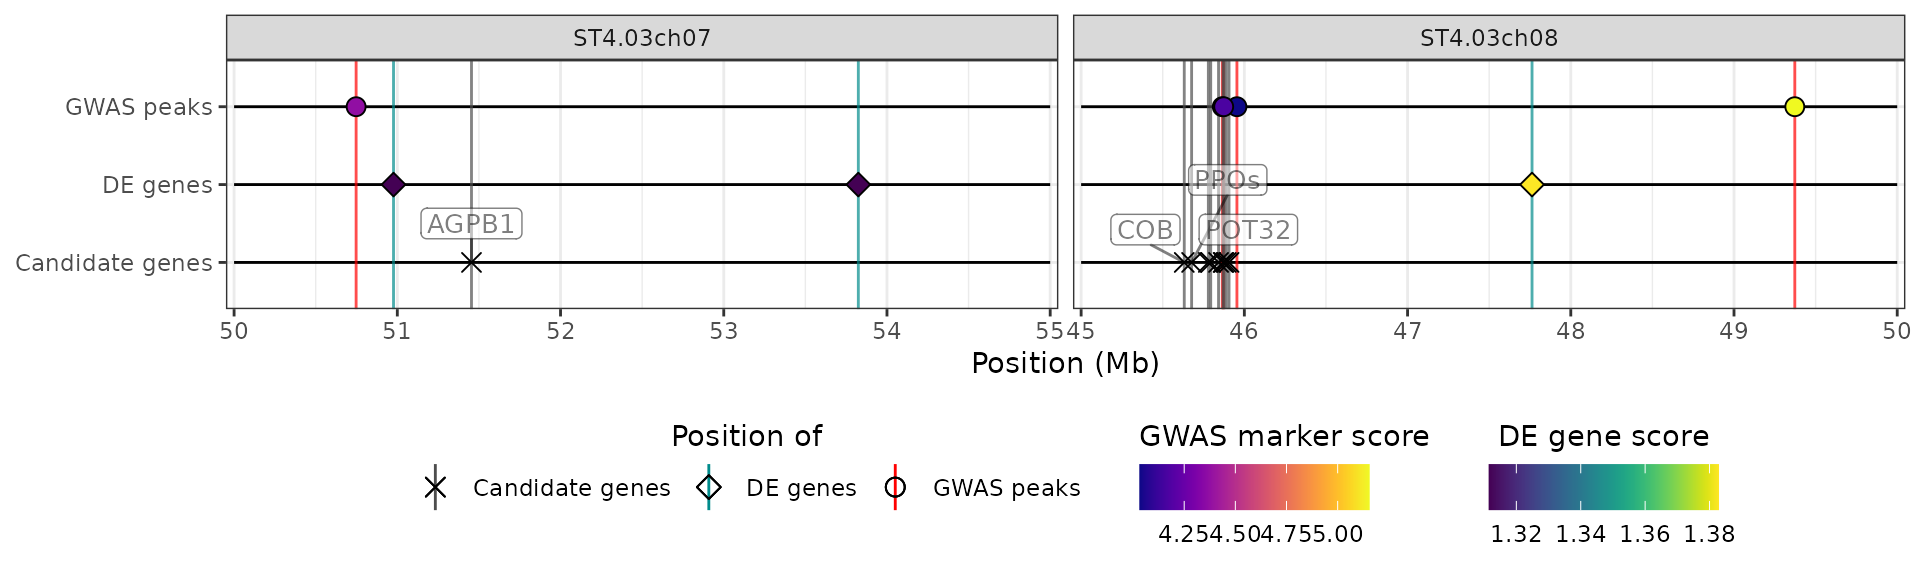 ST4.03ch07 ST4.03ch08
GWAS peaks
DE genes
Candidate genes
AGPB1
PPOs
COB POT32
50 51 52 53 54 55 45 46 47 48 49 50
Position (Mb)
Position of
Candidate genes DE genes GWAS peaks
GWAS marker score
4.25 4.50 4.75 5.00
DE gene score
1.32 1.34 1.36 1.38